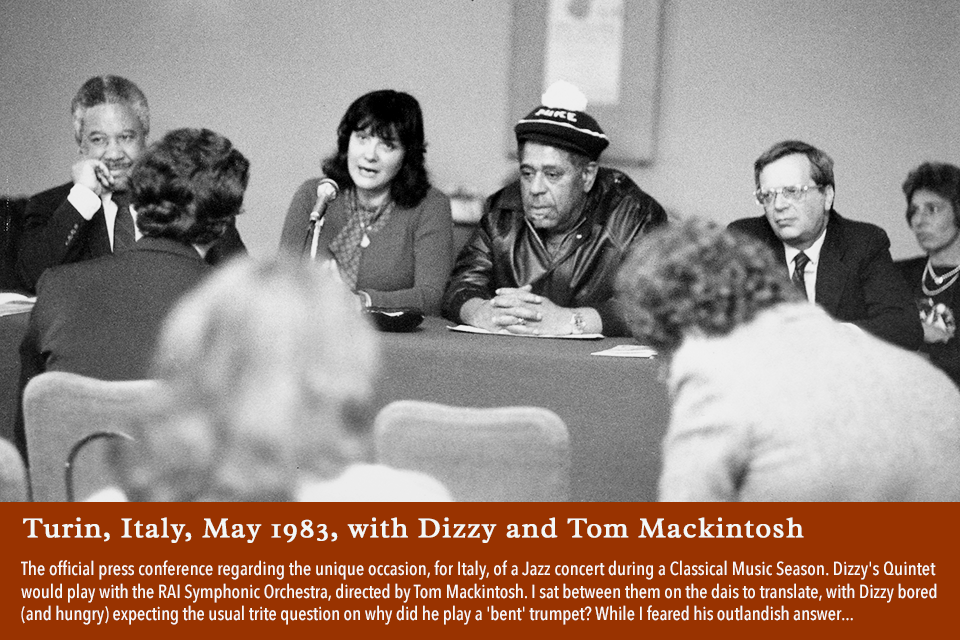 Turin, Italy, May 1983, with Dizzy and Tom Mackintosh
The official press conference regarding the unique occasion, for Italy, of a Jazz concert during a Classical Music Season. Dizzy's Quintet
would play with the RAI Symphonic Orchestra, directed by Tom Mackintosh. I sat between them on the dais to translate, with Dizzy bored
(and hungry) expecting the usual trite question on why did he play a 'bent' trumpet? While I feared his outlandish answer...